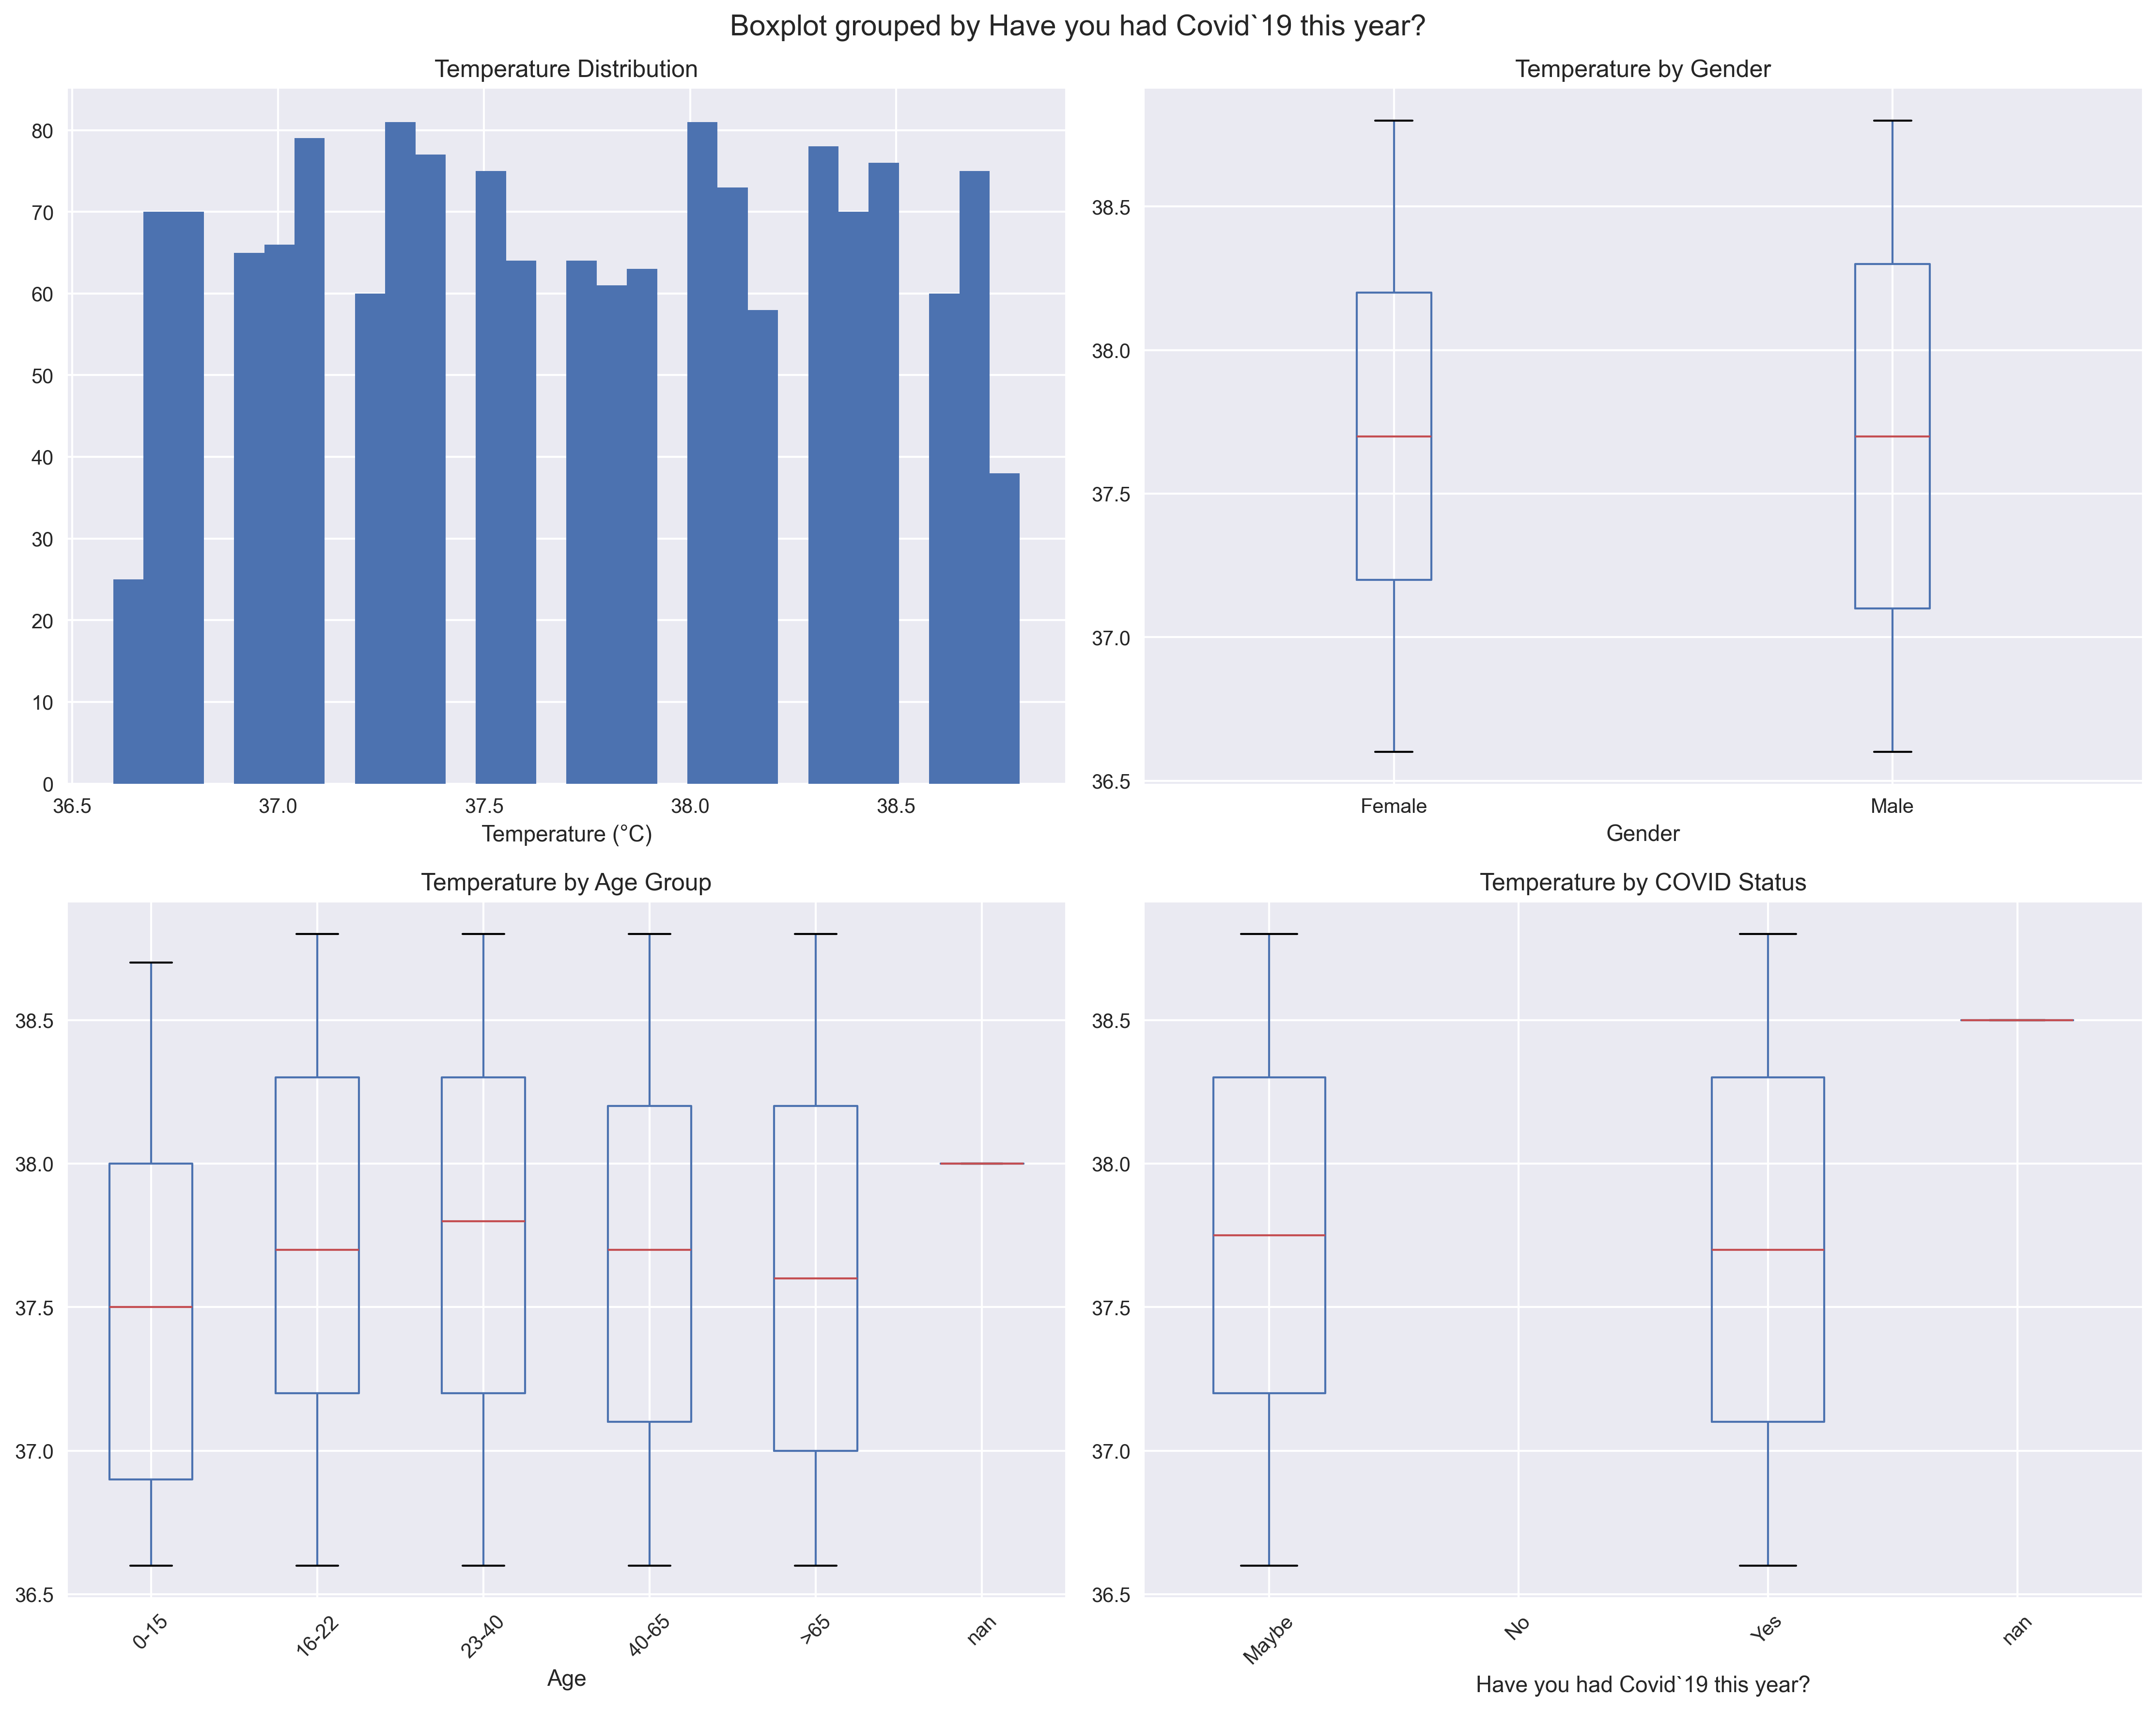 Boxplot grouped by Have you had Covid`19 this year?
Temperature Distribution
80
70
60
50
40
30
20
10
0
36.5 37.0 37.5 38.0 38.5
Temperature (°C)
Temperature by Gender
38.5
38.0
37.5
37.0
36.5
Female Male
Gender
Temperature by Age Group
38.5
38.0
37.5
37.0
36.5
0-15 16-22 23-40 40-65 >65 nan
Age
Temperature by COVID Status
38.5
38.0
37.5
37.0
36.5
Maybe No Yes nan
Have you had Covid`19 this year?